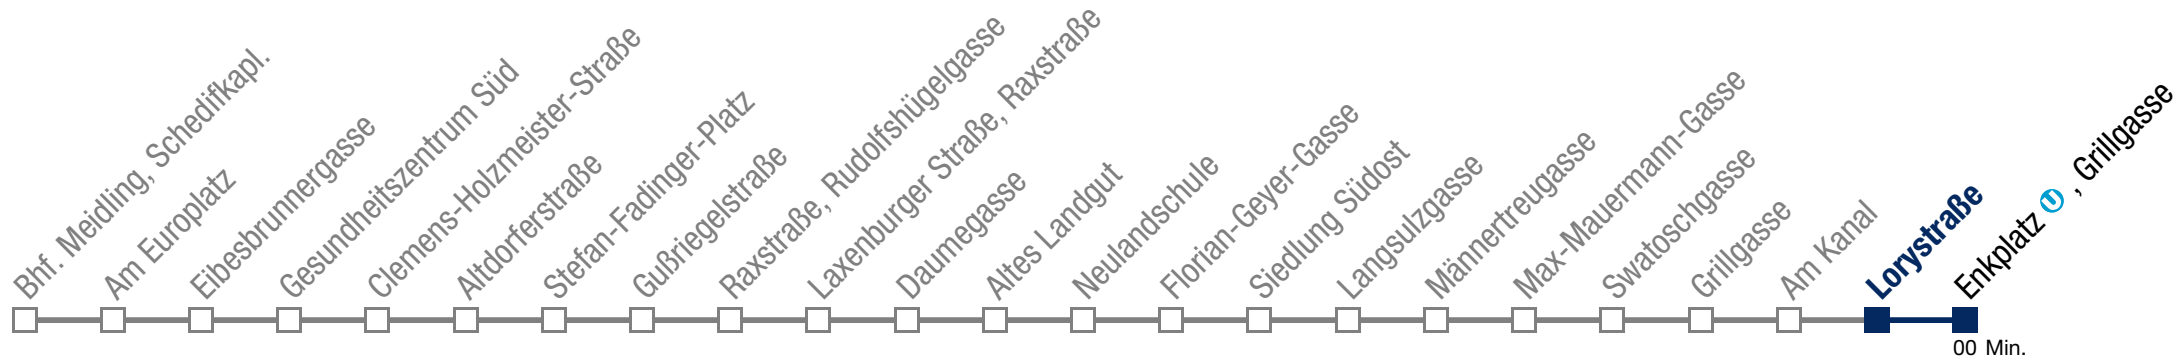 Bhf. Meidling, Schedifkapl.
Am Europlatz
Eibesbrunnergasse
Gesundheitszentrum Süd
Clemens-Holzmeister-Straße
Altdorferstraße
Stefan-Fadinger-Platz
Gußriegelstraße
Raxstraße, Rudolfshügelgasse
Laxenburger Straße, Raxstraße
Daumegasse
Altes Landgut
Neulandschule
Florian-Geyer-Gasse
Siedlung Südost
Langsulzgasse
Männertreugasse
Max-Mauermann-Gasse
Swatoschgasse
Grillgasse
Am Kanal
Lorystraße
Enkplatz U , Grillgasse
00 Min.